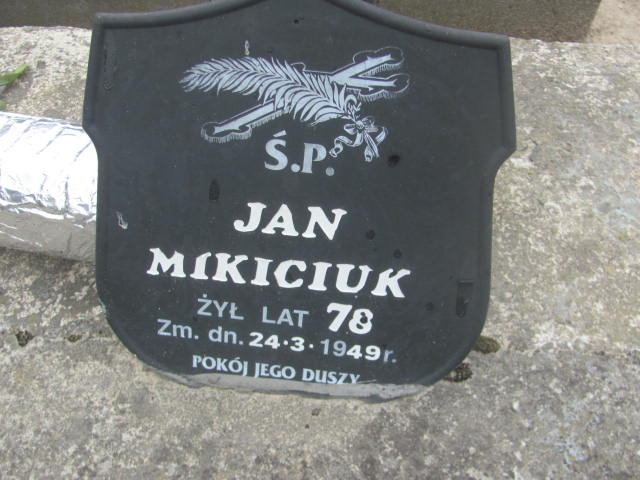 Ś.P.
JAN
MIKICIUK
ŻYŁ LAT 78
Zm. dn. 24·3·1949r.
POKÓJ JEGO DUSZY